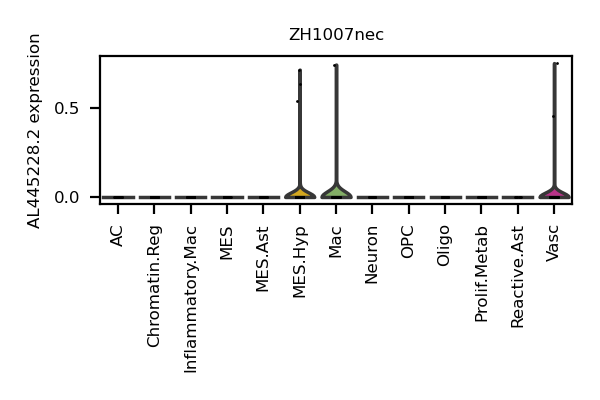 ZH1007nec
AL445228.2 expression
0.5
0.0
AC
Chromatin.Reg
Inflammatory.Mac
MES
MES.Ast
MES.Hyp
Mac
Neuron
OPC
Oligo
Prolif.Metab
Reactive.Ast
Vasc